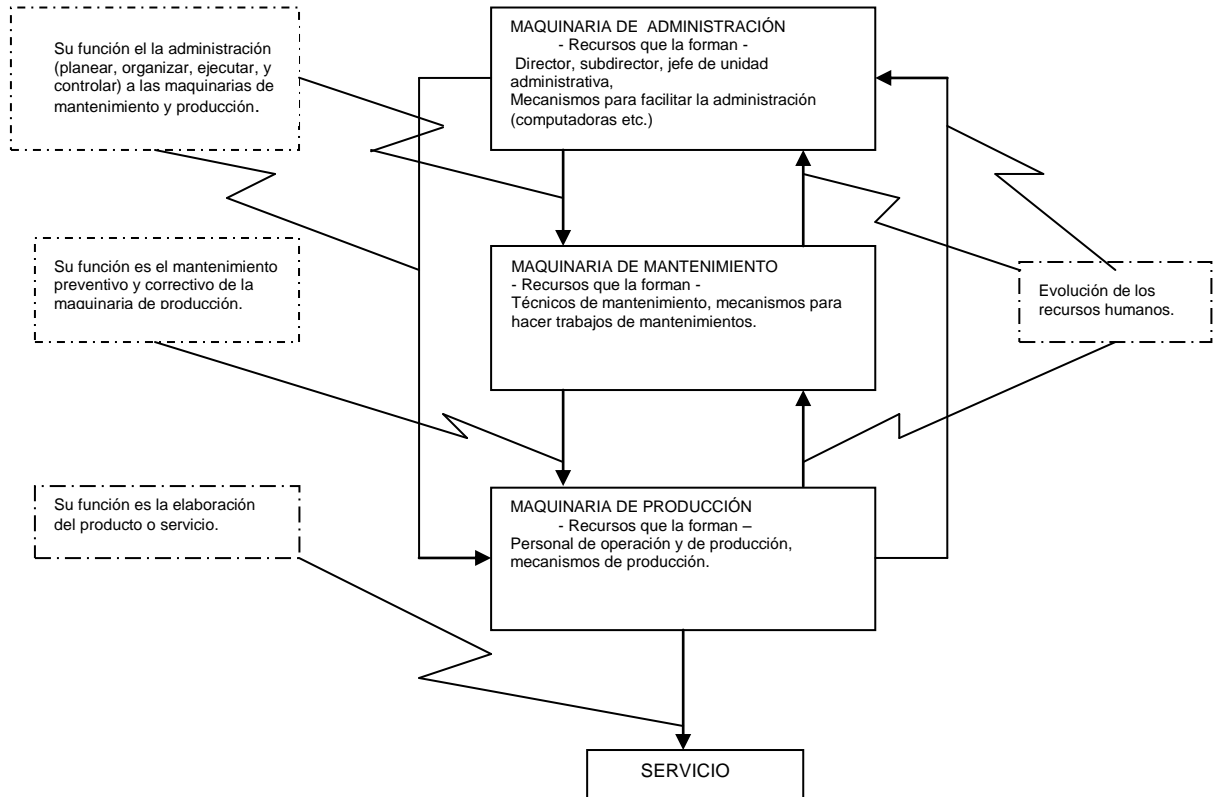 MAQUINARIA DE ADMINISTRACIÓN
- Recursos que la forman -
Director, subdirector, jefe de unidad
administrativa,
Mecanismos para facilitar la administración
(computadoras etc.)
Su función el la administración
(planear, organizar, ejecutar, y
controlar) a las maquinarias de
mantenimiento y producción.
Su función es el mantenimiento
preventivo y correctivo de la
maquinaria de producción.
MAQUINARIA DE MANTENIMIENTO
- Recursos que la forman -
Técnicos de mantenimiento, mecanismos para
hacer trabajos de mantenimientos.
Evolución de los
recursos humanos.
Su función es la elaboración
del producto o servicio.
MAQUINARIA DE PRODUCCIÓN
- Recursos que la forman –
Personal de operación y de producción,
mecanismos de producción.
SERVICIO